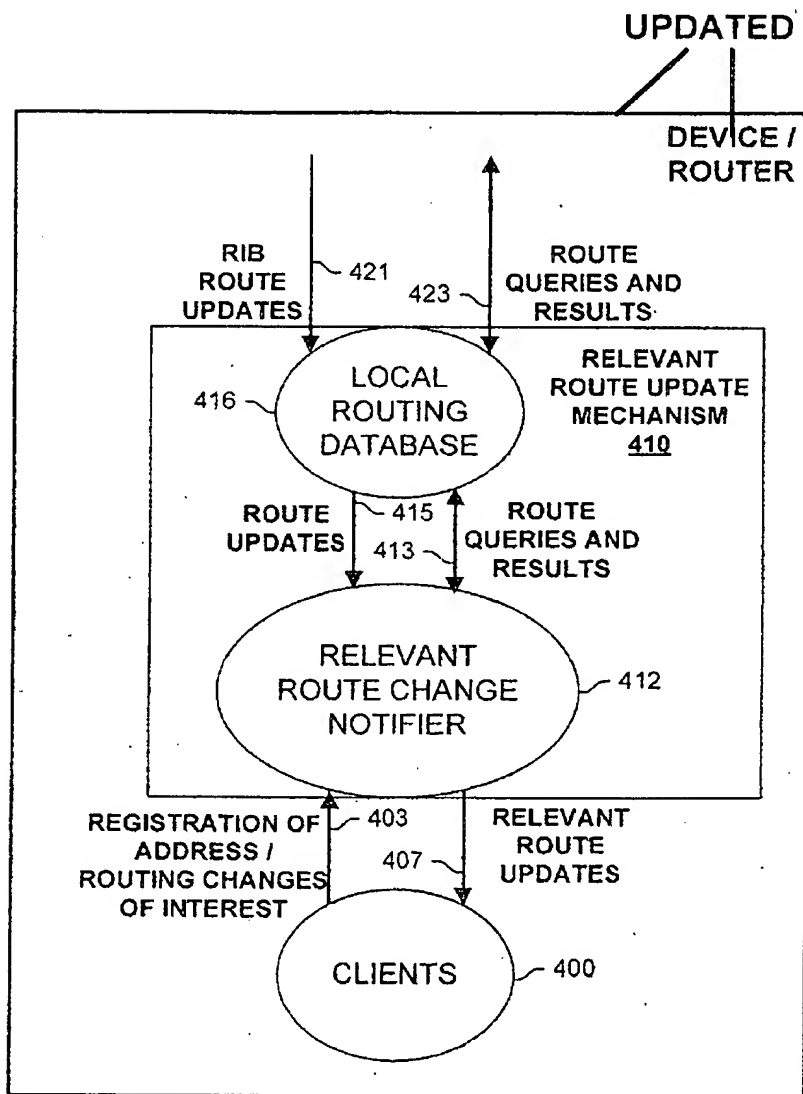 UPDATED
DEVICE /
ROUTER
RIB
ROUTE
UPDATES
421
423
ROUTE
QUERIES AND
RESULTS
416
LOCAL
ROUTING
DATABASE
RELEVANT
ROUTE UPDATE
MECHANISM
410
ROUTE
UPDATES
415
413
ROUTE
QUERIES AND
RESULTS
RELEVANT
ROUTE CHANGE
NOTIFIER
412
REGISTRATION OF
ADDRESS /
ROUTING CHANGES
OF INTEREST
403
407
RELEVANT
ROUTE
UPDATES
CLIENTS
400